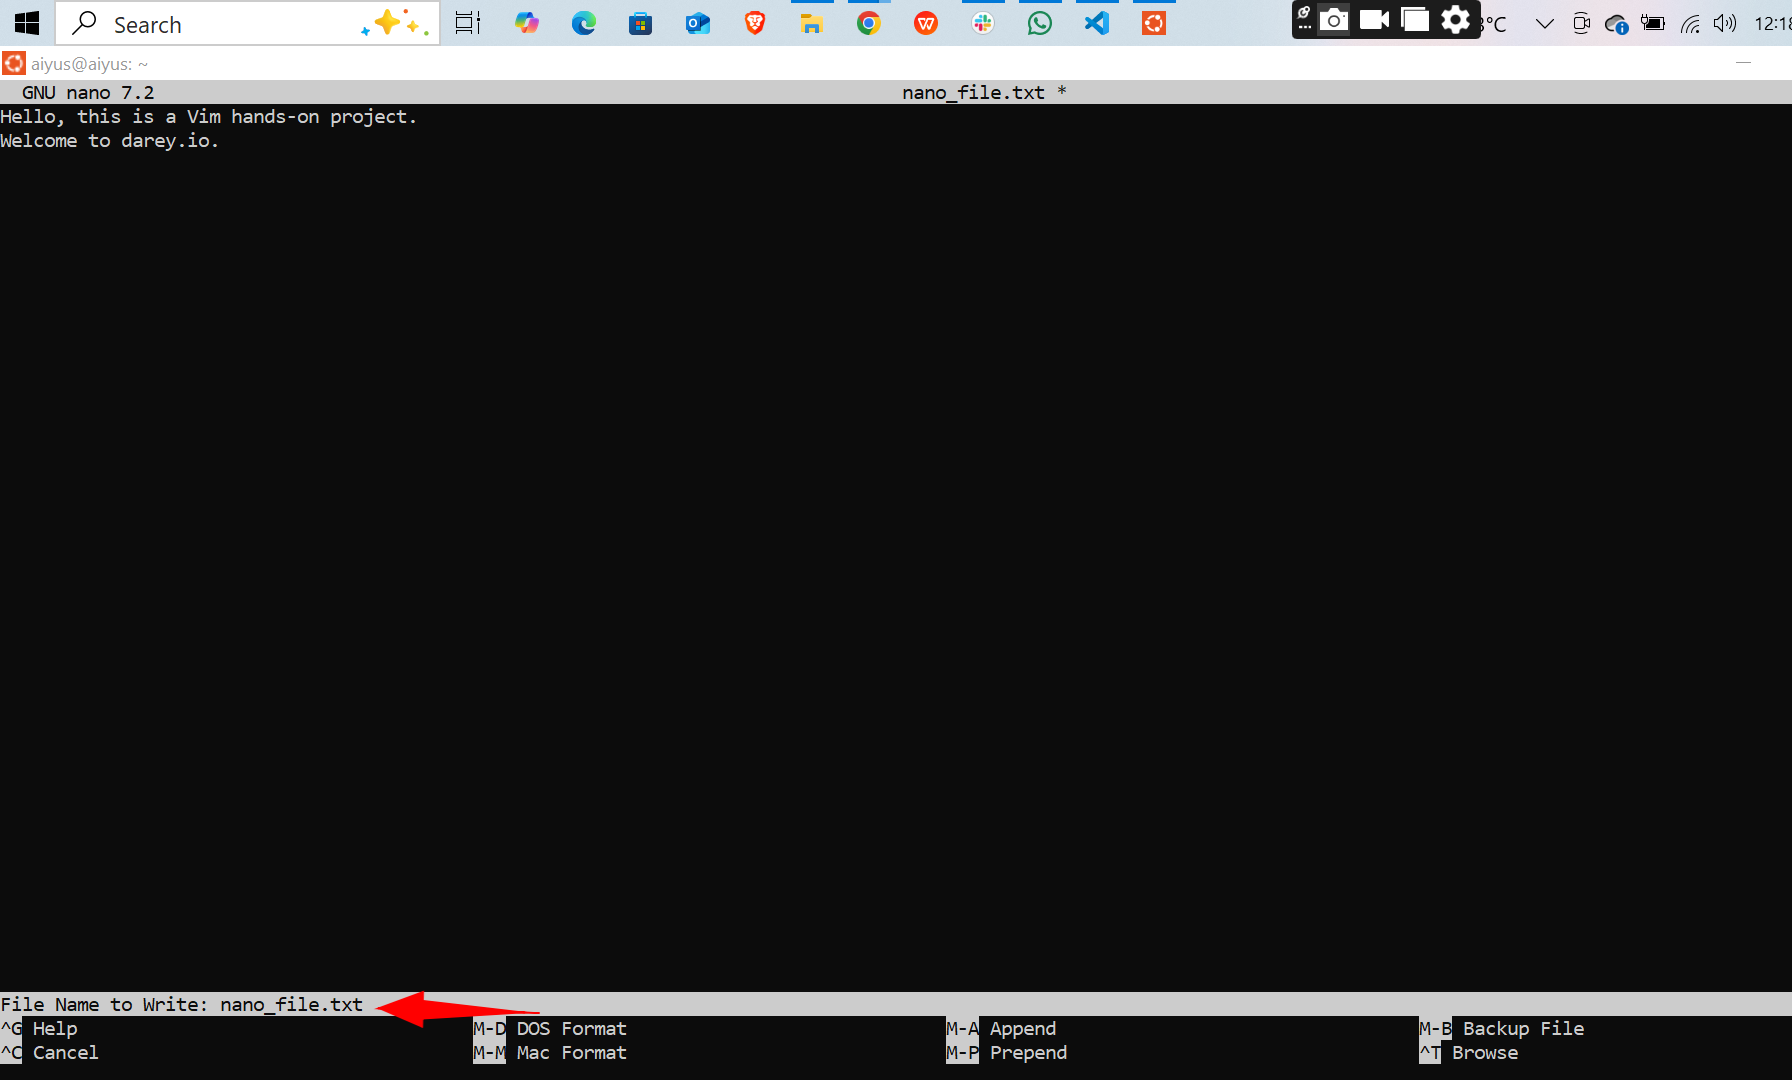 Search
8°C
12:18
aiyus@aiyus: ~
GNU nano 7.2 nano_file.txt *
Hello, this is a Vim hands-on project.
Welcome to darey.io.
File Name to Write: nano_file.txt
^G Help M-D DOS Format M-A Append M-B Backup File
^C Cancel M-M Mac Format M-P Prepend ^T Browse